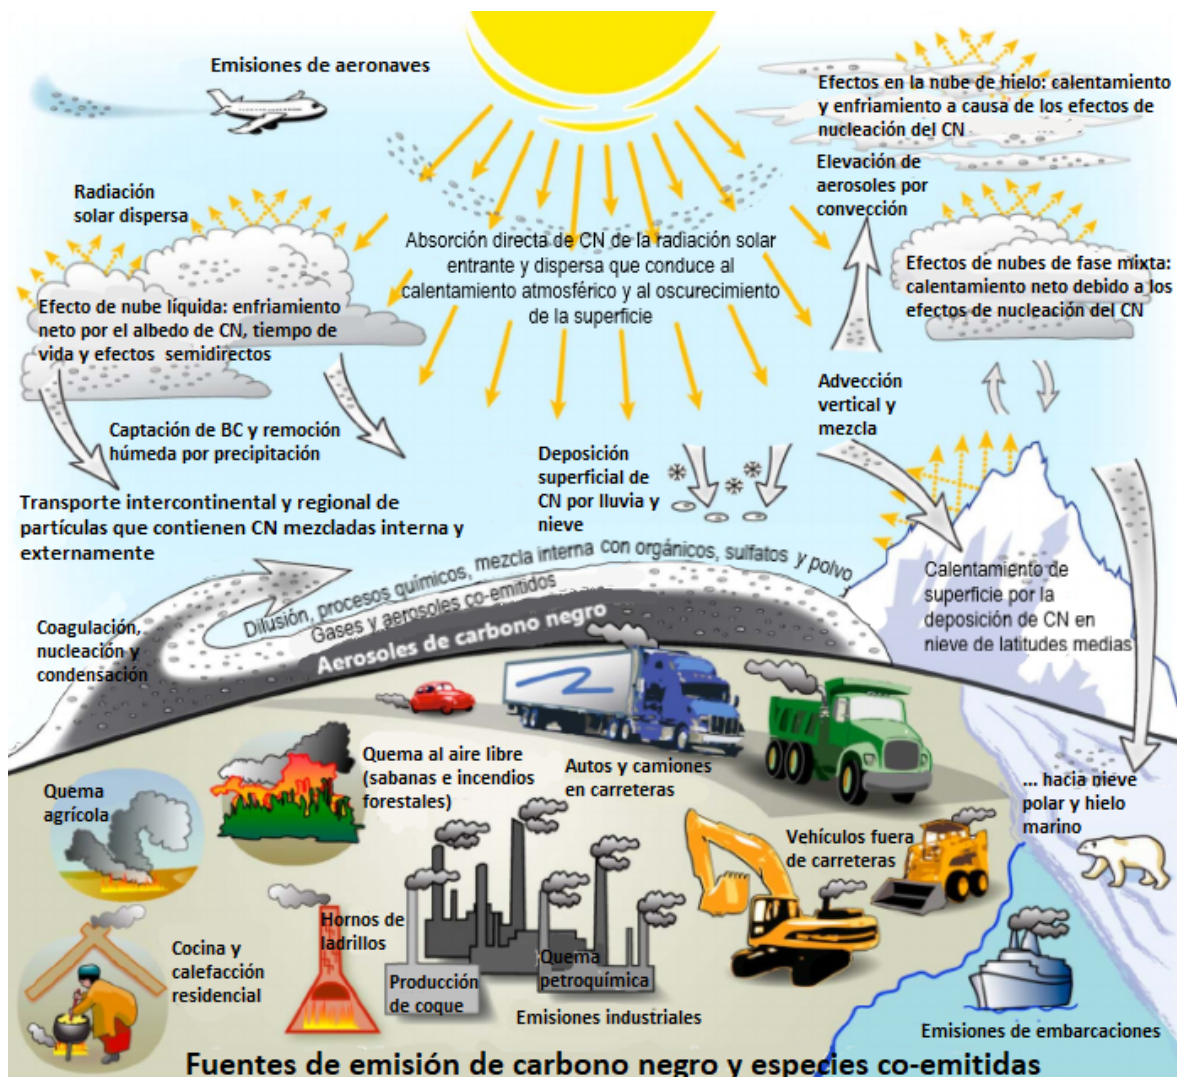 Emisiones de aeronaves
Efectos en la nube de hielo: calentamiento
y enfriamiento a causa de los efectos de
nucleación del CN
Elevación de
aerosoles por
convección
Radiación
solar dispersa
Absorción directa de CN de la radiación solar
entrante y dispersa que conduce al
calentamiento atmosférico y al oscurecimiento
de la superficie
Efectos de nubes de fase mixta:
calentamiento neto debido a los
efectos de nucleación del CN
Efecto de nube líquida: enfriamiento
neto por el albedo de CN, tiempo de
vida y efectos semidirectos
Advección
vertical y
mezcla
Captación de BC y remoción
húmeda por precipitación
Deposición
superficial de
CN por lluvia y
nieve
Transporte intercontinental y regional de
partículas que contienen CN mezcladas interna y
externamente
Dilusión, procesos químicos, mezcla interna con orgánicos, sulfatos y polvo
Gases y aerosoles co-emitidos
Aerosoles de carbono negro
Coagulación,
nucleación y
condensación
Calentamiento de
superficie por la
deposición de CN en
nieve de latitudes medias
... hacia nieve
polar y hielo
marino
Quema
agrícola
Quema al aire libre
(sabanas e incendios
forestales)
Autos y camiones
en carreteras
Vehículos fuera
de carreteras
Cocina y
calefacción
residencial
Hornos de
ladrillos
Producción
de coque
Quema
petroquímica
Emisiones industriales
Emisiones de embarcaciones
Fuentes de emisión de carbono negro y especies co-emitidas